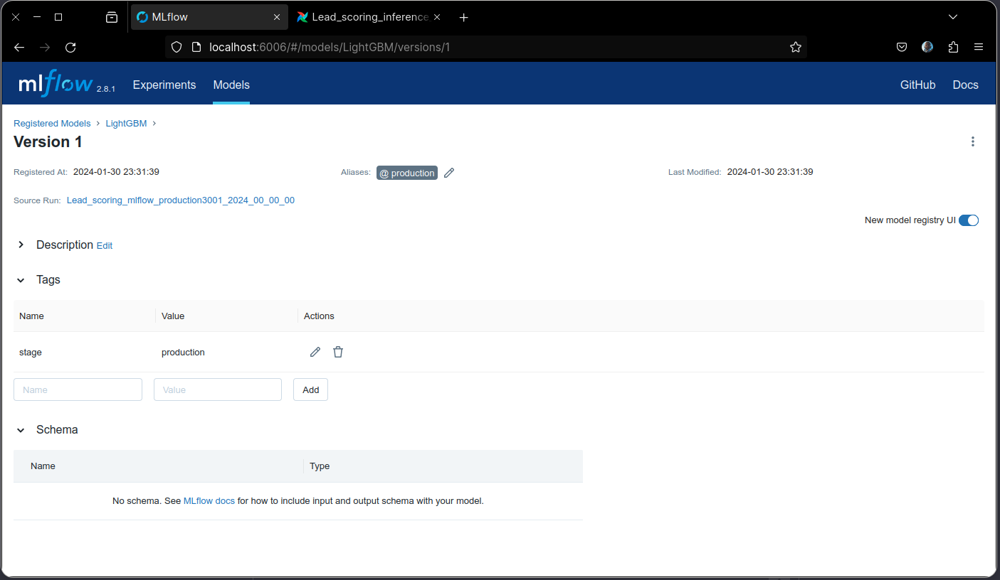 MLflow
Lead_scoring_inference
localhost:6006/#/models/LightGBM/versions/1
mlflow 2.8.1 Experiments Models GitHub Docs
Registered Models > LightGBM >
Version 1
Registered At: 2024-01-30 23:31:39 Aliases: @ production Last Modified: 2024-01-30 23:31:39
Source Run: Lead_scoring_mlflow_production3001_2024_00_00_00
New model registry UI
Description Edit
Tags
Name Value Actions
stage production
Name Value Add
Schema
Name Type
No schema. See MLflow docs for how to include input and output schema with your model.